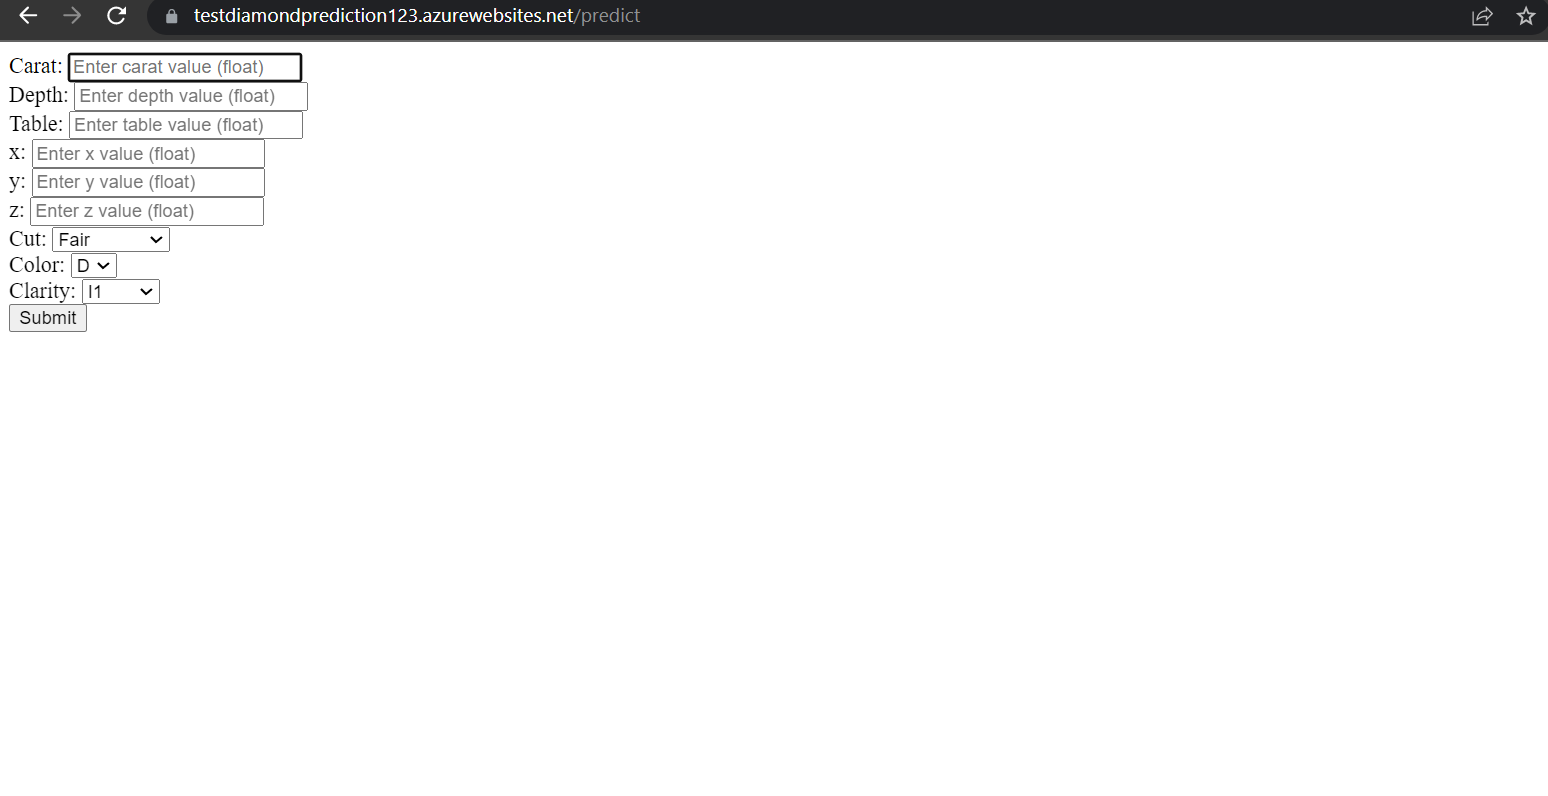 testdiamondprediction123.azurewebsites.net/predict
Carat: Enter carat value (float)
Depth: Enter depth value (float)
Table: Enter table value (float)
x: Enter x value (float)
y: Enter y value (float)
z: Enter z value (float)
Cut: Fair
Color: D
Clarity: I1
Submit